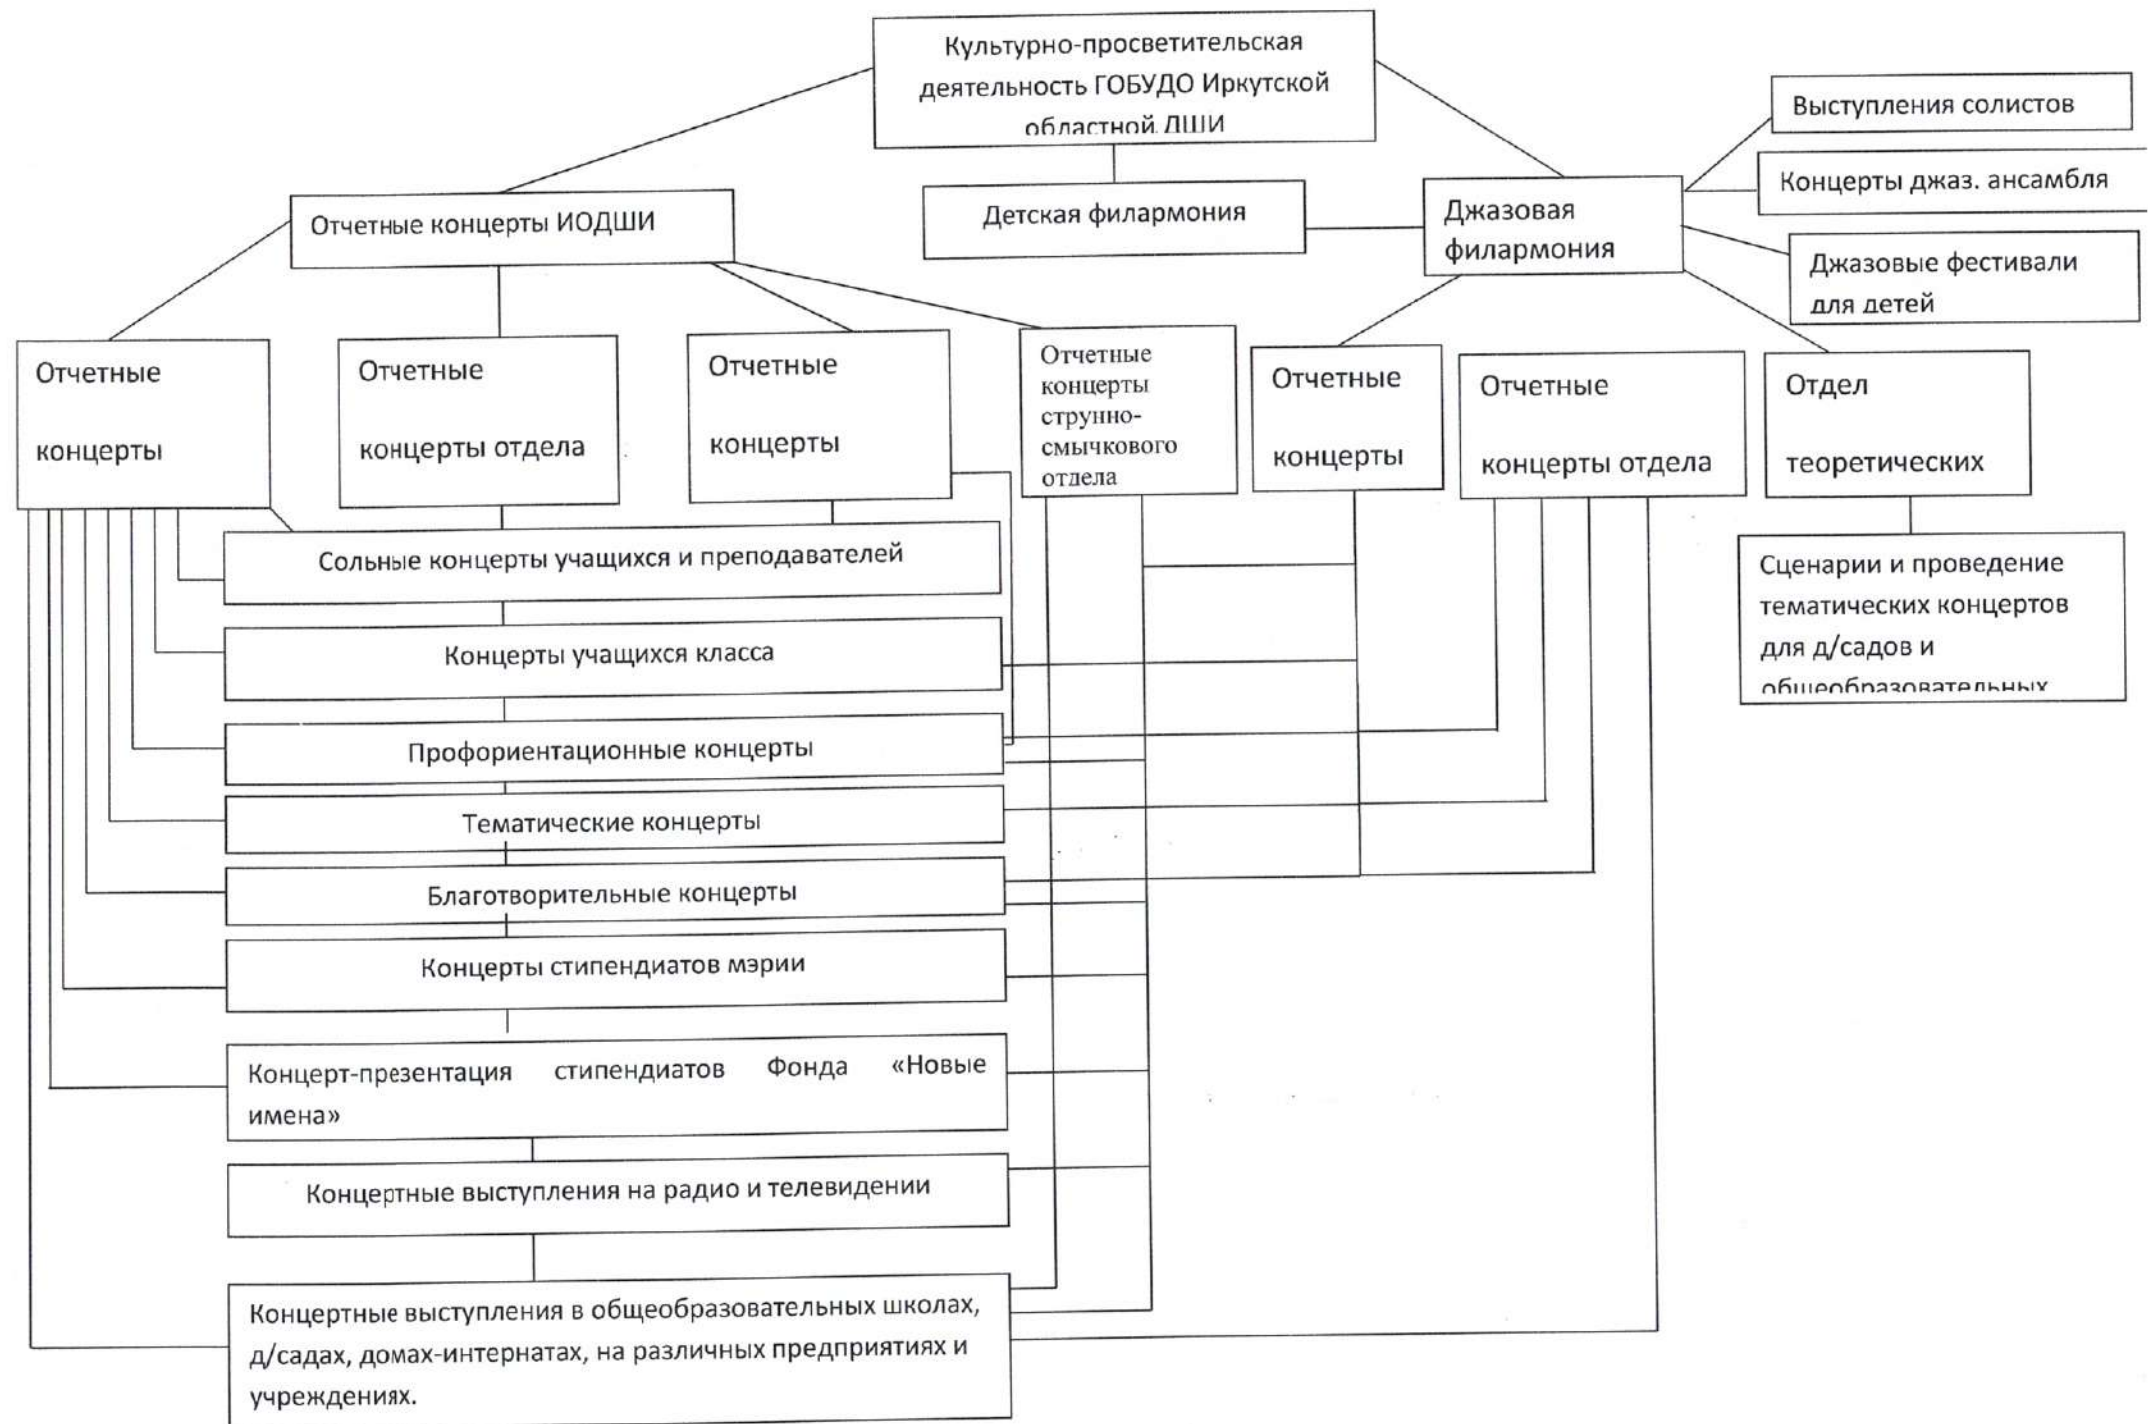 Культурно-просветительская
деятельность ГОБУДО Иркутской
областной ДШИ
Выступления солистов
Концерты джаз. ансамбля
Отчетные концерты ИОДШИ
Детская филармония
Джазовая
филармония
Джазовые фестивали
для детей
Отчетные
концерты
Отчетные
концерты отдела
Отчетные
концерты
Отчетные
концерты
струнно-
смычкового
отдела
Отчетные
концерты
Отчетные
концерты отдела
Отдел
теоретических
Сольные концерты учащихся и преподавателей
Сценарии и проведение
тематических концертов
для д/садов и
общеобразовательных
Концерты учащихся класса
Профориентационные концерты
Тематические концерты
Благотворительные концерты
Концерты стипендиатов мэрии
Концерт-презентация стипендиатов Фонда «Новые
имена»
Концертные выступления на радио и телевидении
Концертные выступления в общеобразовательных школах,
д/садах, домах-интернатах, на различных предприятиях и
учреждениях.